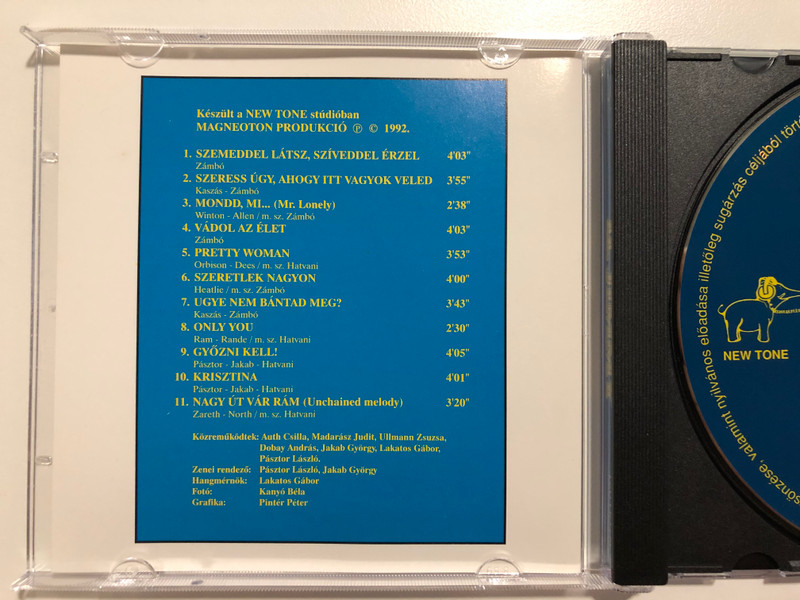 Készült a NEW TONE stúdióban
MAGNEOTON PRODUKCIÓ ℗ © 1992.
1. SZEMEDDEL LÁTSZ, SZÍVEDDEL ÉRZEL 4'03"
Zámbó
2. SZERESS ÚGY, AHOGY ITT VAGYOK VELED 3'55"
Kaszás - Zámbó
3. MONDD, MI... (Mr. Lonely) 2'38"
Winton - Allen / m. sz. Zámbó
4. VÁDOL AZ ÉLET 4'03"
Zámbó
5. PRETTY WOMAN 3'53"
Orbison - Dees / m. sz. Hatvani
6. SZERETLEK NAGYON 4'00"
Heatlie / m. sz. Zámbó
7. UGYE NEM BÁNTAD MEG? 3'43"
Kaszás - Zámbó
8. ONLY YOU 2'30"
Ram - Rande / m. sz. Hatvani
9. GYŐZNI KELL! 4'05"
Pásztor - Jakab - Hatvani
10. KRISZTINA 4'01"
Pásztor - Jakab - Hatvani
11. NAGY ÚT VÁR RÁM (Unchained melody) 3'20"
Zareth - North / m. sz. Hatvani
Közreműködtek: Auth Csilla, Madarász Judit, Ullmann Zsuzsa,
Dobay András, Jakab György, Lakatos Gábor,
Pásztor László.
Zenei rendező: Pásztor László, Jakab György
Hangmérnök: Lakatos Gábor
Fotó: Kanyó Béla
Grafika: Pintér Péter
valamint nyilvános előadása illetőleg sugárzás céljából
NEW TONE